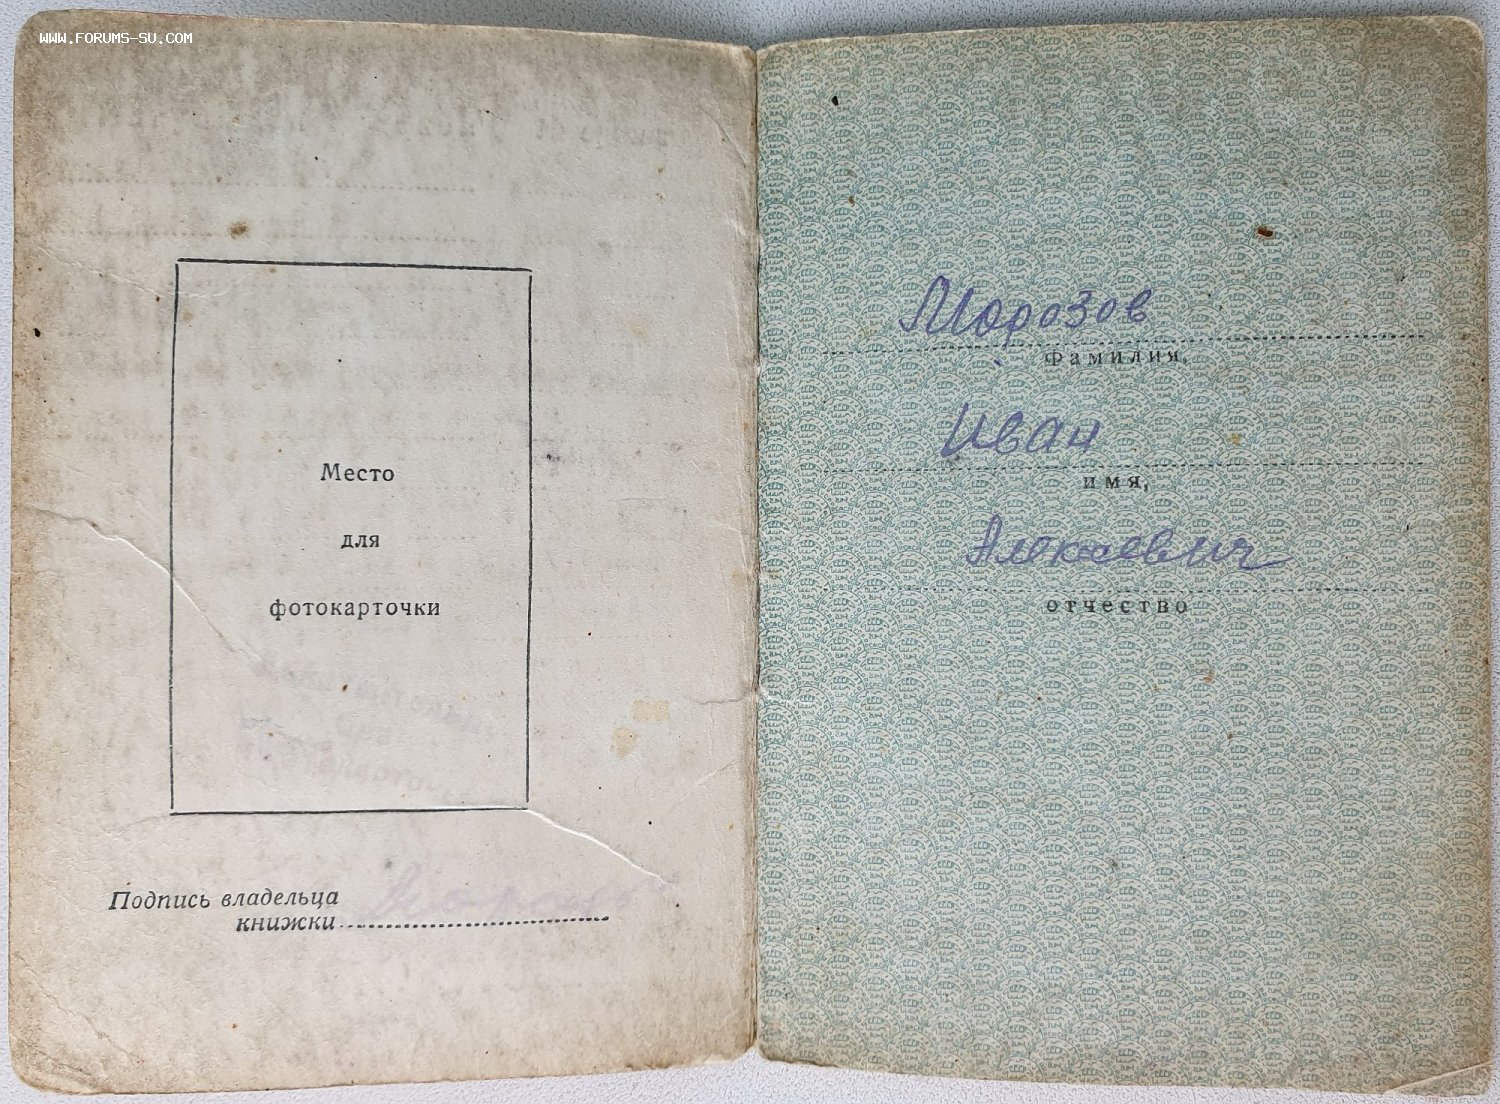 WWW.FORUMS-SU.COM
Место
для
фотокарточки
Подпись владельца
книжки
Морозов
Фамилия,
Иван
имя,
Алексеевич
отчество